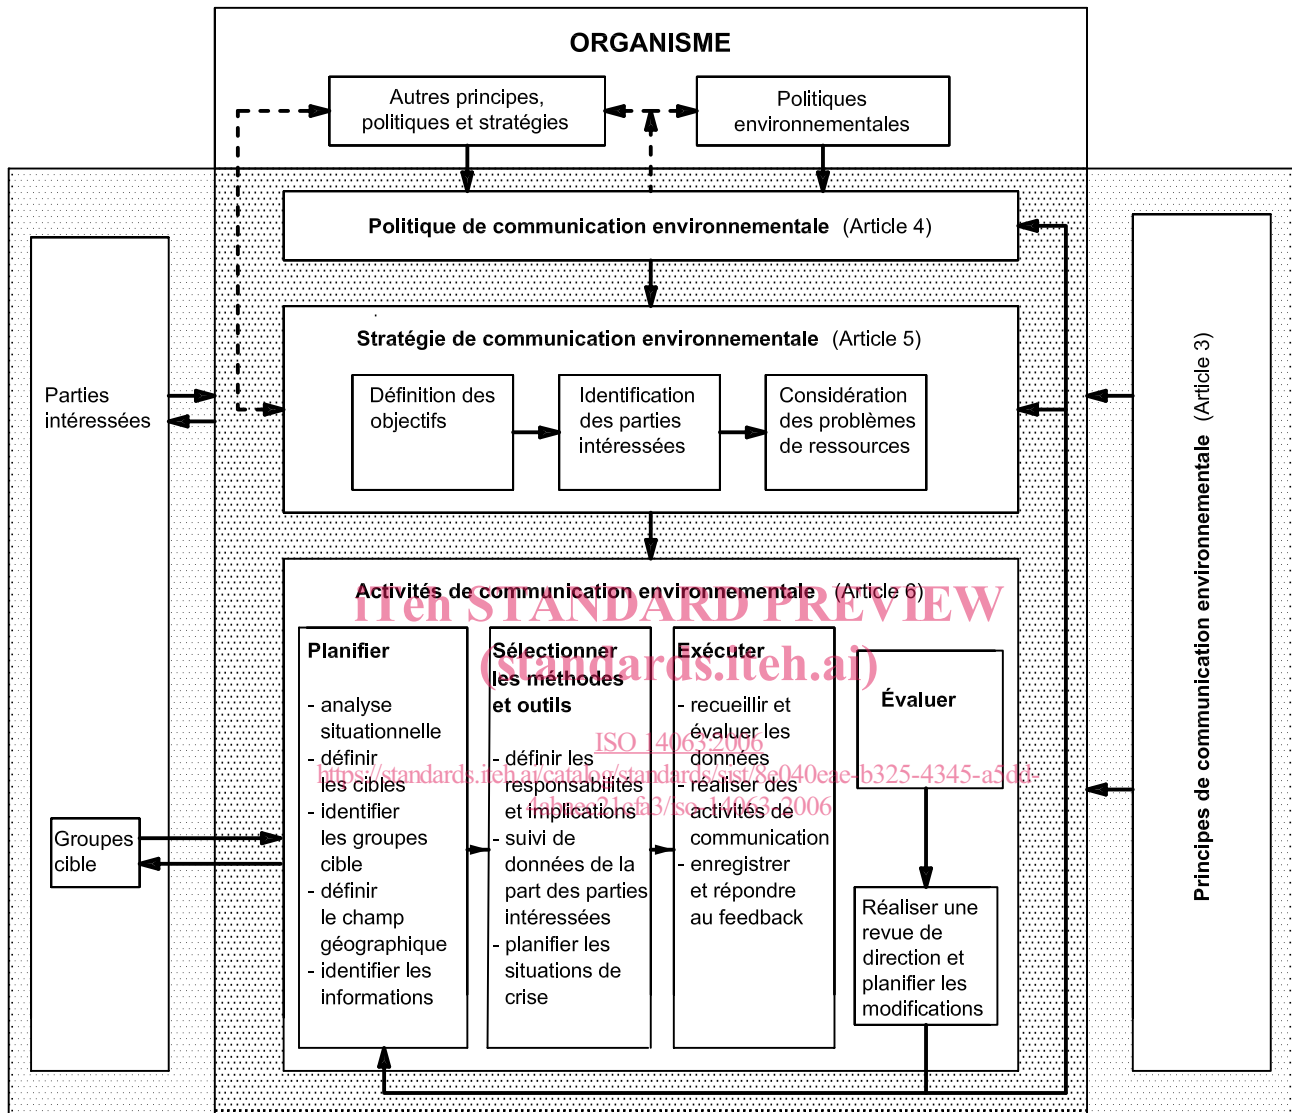 ORGANISME
Autres principes,
politiques et stratégies
Politiques
environnementales
Politique de communication environnementale (Article 4)
Stratégie de communication environnementale (Article 5)
Définition des
objectifs
Identification
des parties
intéressées
Considération
des problèmes
de ressources
Parties
intéressées
Principes de communication environnementale (Article 3)
Activités de communication environnementale (Article 6)
iTeh STANDARD PREVIEW
(standards.iteh.ai)
ISO 14063:2006
https://standards.iteh.ai/catalog/standards/sist/8c040eae-b325-4345-a5dd-
Planifier
- analyse
situationnelle
- définir
les cibles
- identifier
les groupes
cible
- définir
le champ
géographique
- identifier les
informations
Sélectionner
les méthodes
et outils
- définir les
responsabilités
et implications
- suivi de
données de la
part des parties
intéressées
- planifier les
situations de
crise
Exécuter
- recueillir et
évaluer les
données
- réaliser des
activités de
communication
- enregistrer
et répondre
au feedback
Évaluer
Réaliser une
revue de
direction et
planifier les
modifications
Groupes
cible